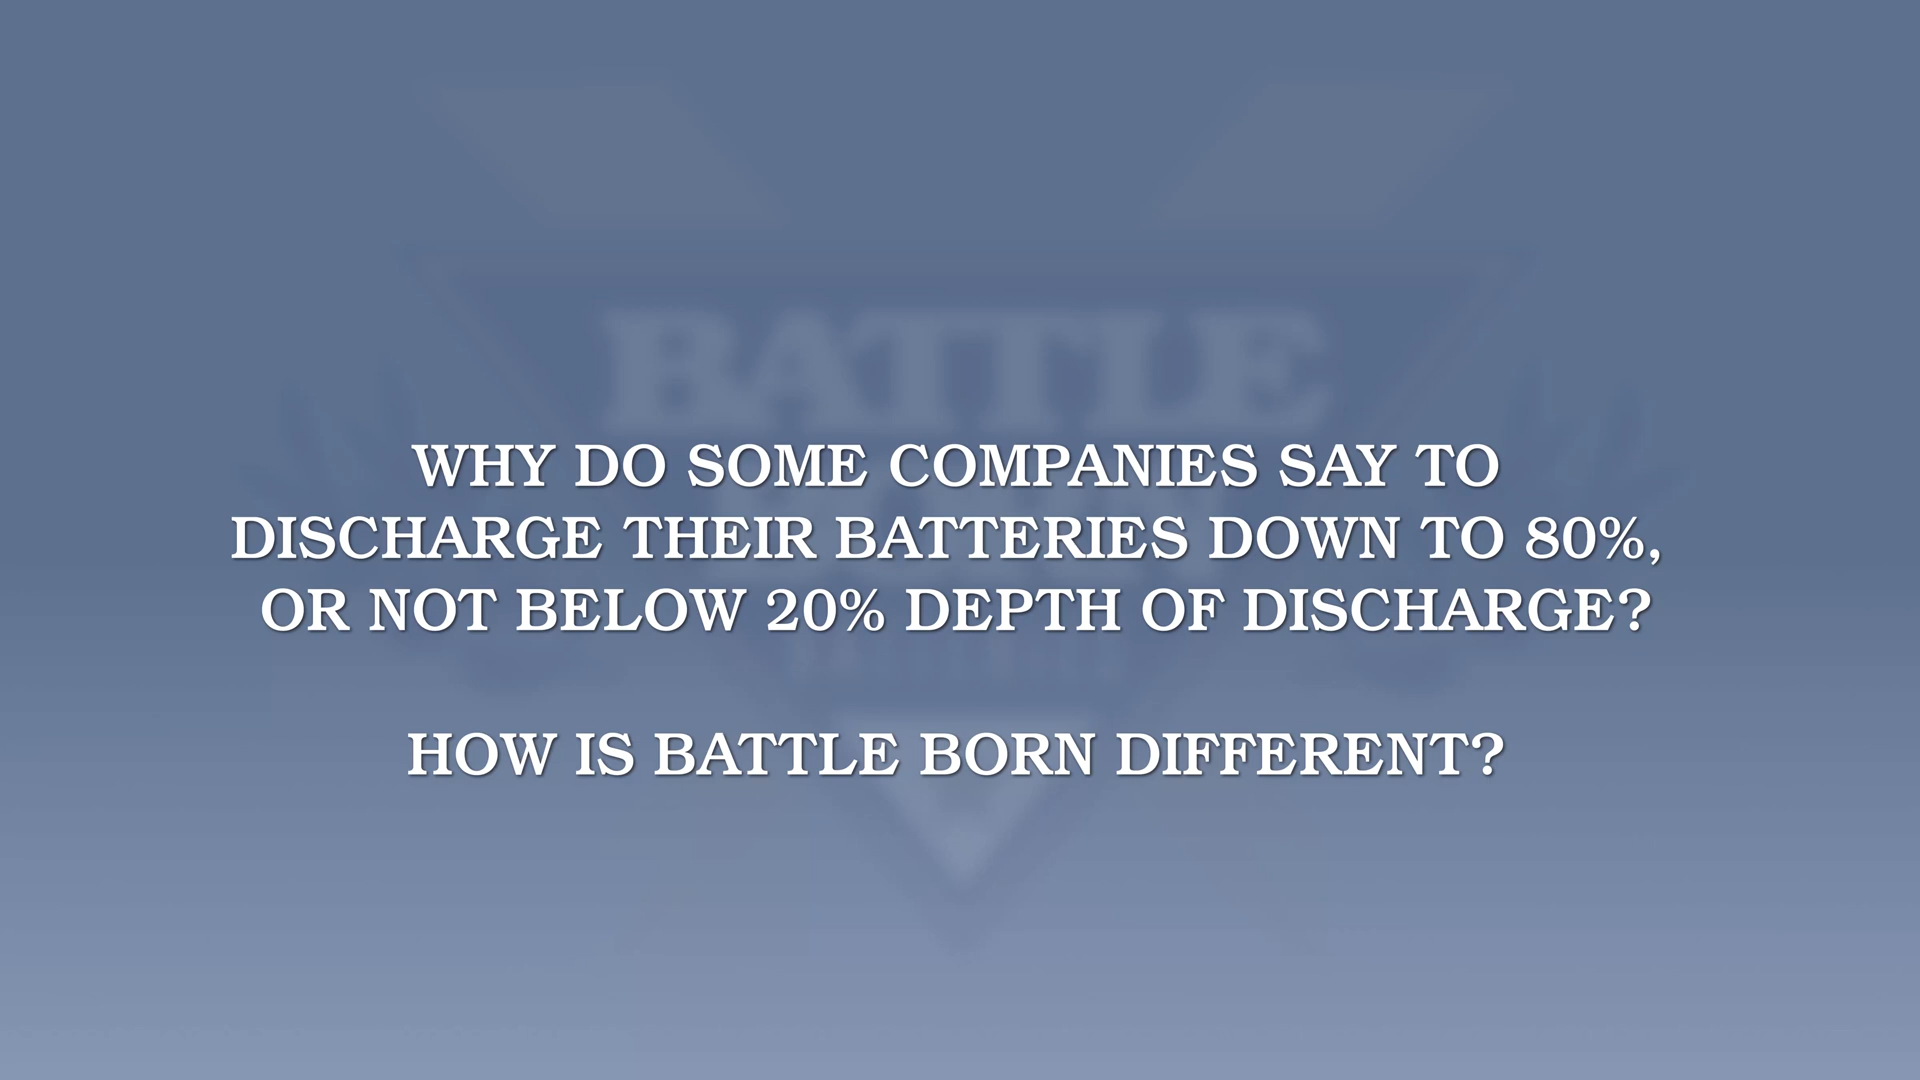 BATTLE
WHY DO SOME COMPANIES SAY TO
DISCHARGE THEIR BATTERIES DOWN TO 80%,
OR NOT BELOW 20% DEPTH OF DISCHARGE?
HOW IS BATTLE BORN DIFFERENT?